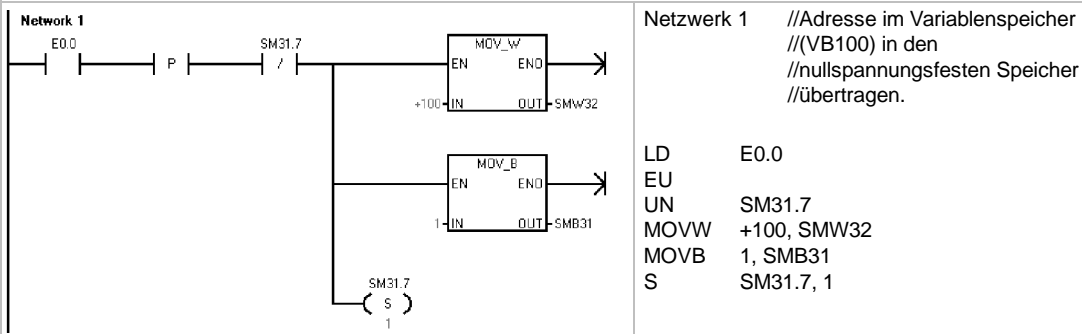 Network 1
E0.0
P
SM31.7
/
MOV_W
EN ENO
+100 IN OUT SMW32
MOV_B
EN ENO
1 IN OUT SMB31
SM31.7
S
1
Netzwerk 1 //Adresse im Variablenspeicher
//(VB100) in den
//nullspannungsfesten Speicher
//übertragen.
LD E0.0
EU
UN SM31.7
MOVW +100, SMW32
MOVB 1, SMB31
S SM31.7, 1